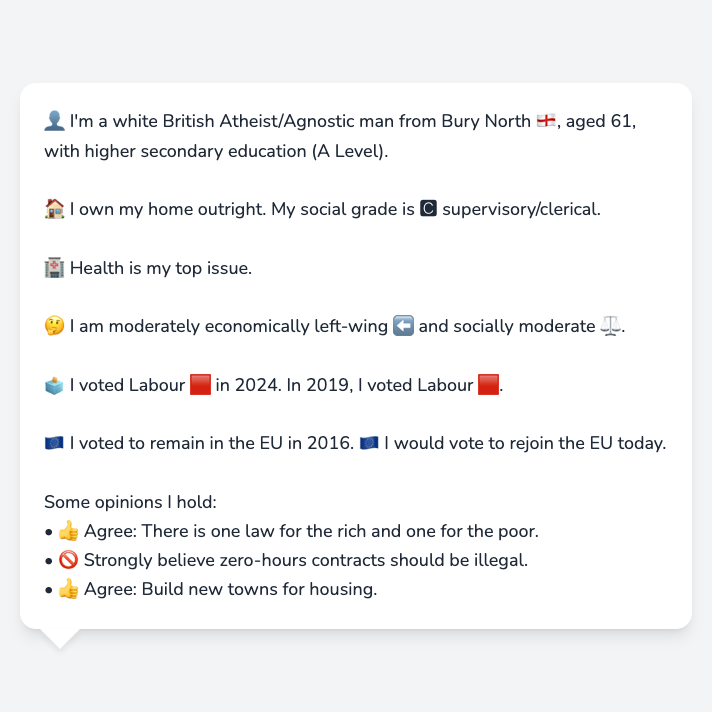 👤 I'm a white British Atheist/Agnostic man from Bury North 🏴󠁧󠁢󠁥󠁮󠁧󠁿, aged 61,
with higher secondary education (A Level).
🏠 I own my home outright. My social grade is 🅲 supervisory/clerical.
🏥 Health is my top issue.
🤔 I am moderately economically left-wing ⬅️ and socially moderate ⚖️.
🗳️ I voted Labour 🟥 in 2024. In 2019, I voted Labour 🟥.
🇪🇺 I voted to remain in the EU in 2016. 🇪🇺 I would vote to rejoin the EU today.
Some opinions I hold:
• 👍 Agree: There is one law for the rich and one for the poor.
• 🚫 Strongly believe zero-hours contracts should be illegal.
• 👍 Agree: Build new towns for housing.